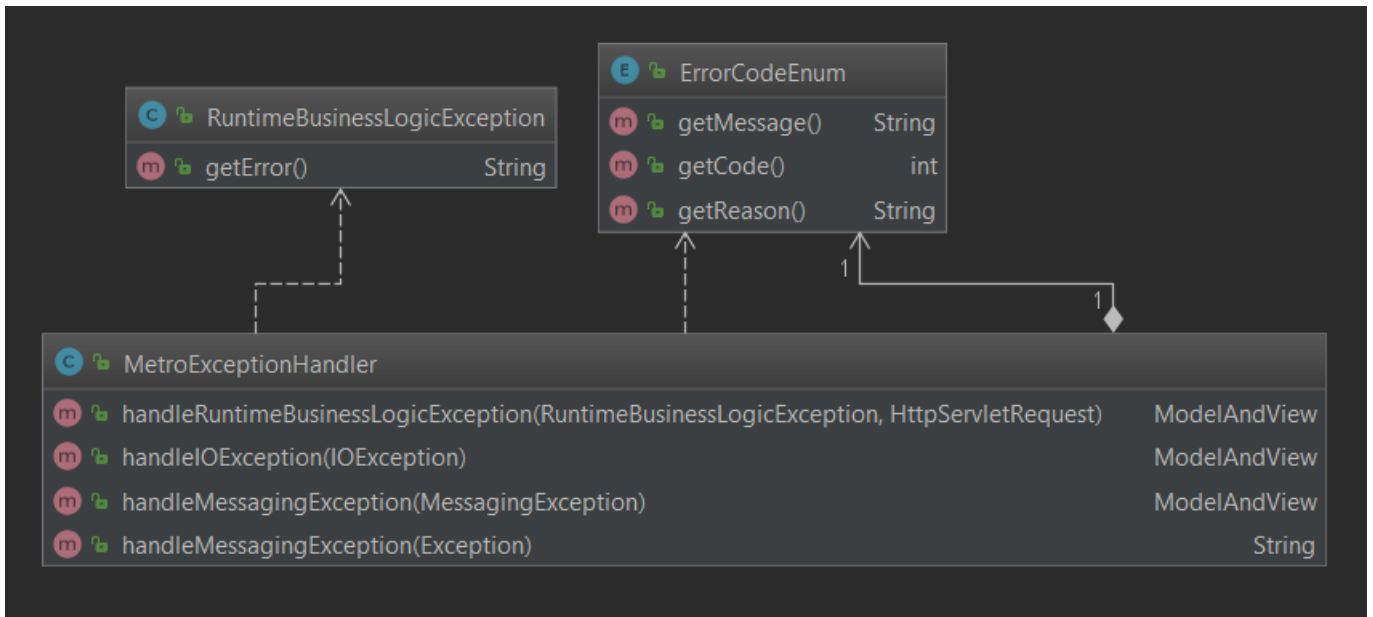 C RuntimeBusinessLogicException
m getError() String
E ErrorCodeEnum
m getMessage() String
m getCode() int
m getReason() String
1
1
C MetroExceptionHandler
m handleRuntimeBusinessLogicException(RuntimeBusinessLogicException, HttpServletRequest) ModelAndView
m handleIOException(IOException) ModelAndView
m handleMessagingException(MessagingException) ModelAndView
m handleMessagingException(Exception) String